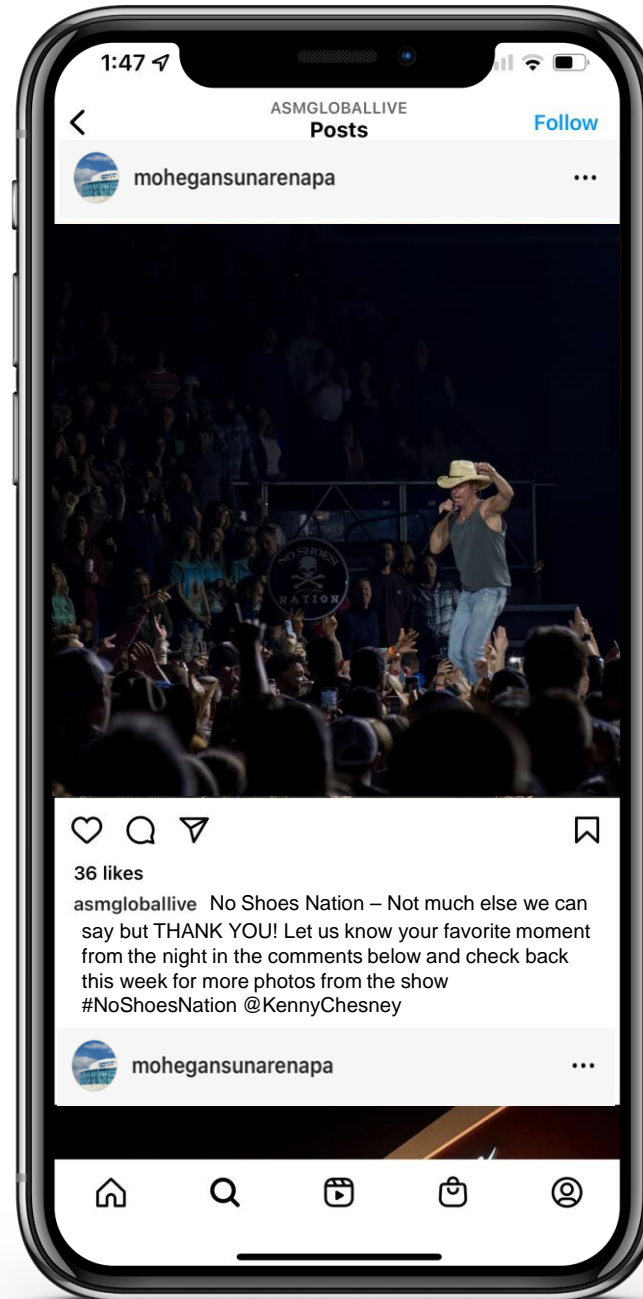 1:47
ASMGLOBALLIVE
Posts
Follow
mohegansunarenapa
NO SHOES
NATION
36 likes
asmgloballive No Shoes Nation – Not much else we can
say but THANK YOU! Let us know your favorite moment
from the night in the comments below and check back
this week for more photos from the show
#NoShoesNation @KennyChesney
mohegansunarenapa